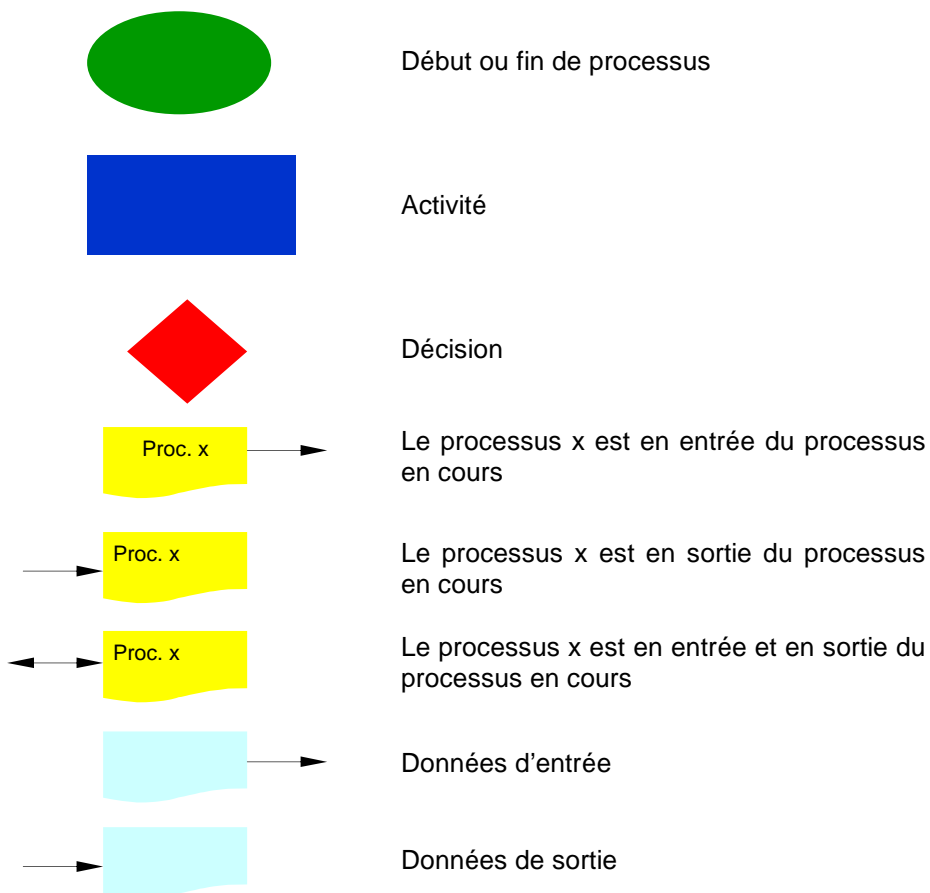 Début ou fin de processus
Activité
Décision
Proc. x
Le processus x est en entrée du processus
en cours
Proc. x
Le processus x est en sortie du processus
en cours
Proc. x
Le processus x est en entrée et en sortie du
processus en cours
Données d'entrée
Données de sortie